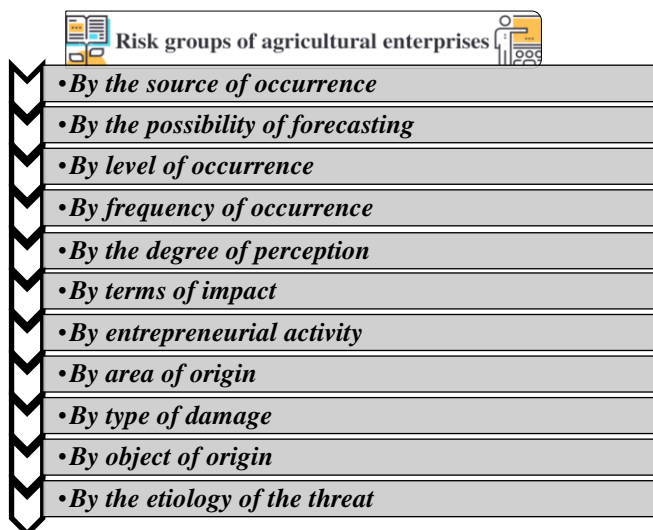 Risk groups of agricultural enterprises
•By the source of occurrence
•By the possibility of forecasting
•By level of occurrence
•By frequency of occurrence
•By the degree of perception
•By terms of impact
•By entrepreneurial activity
•By area of origin
•By type of damage
•By object of origin
•By the etiology of the threat